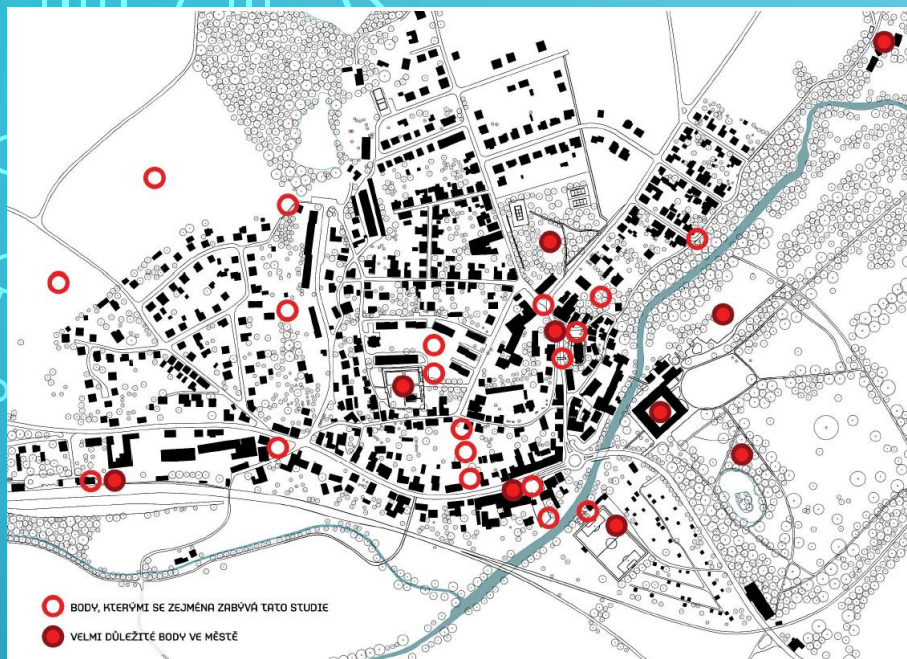 BODY, KTERÝMI SE ZEJMÉNA ZABÝVÁ TATO STUDIE
VELMI DŮLEŽITÉ BODY VE MĚSTĚ